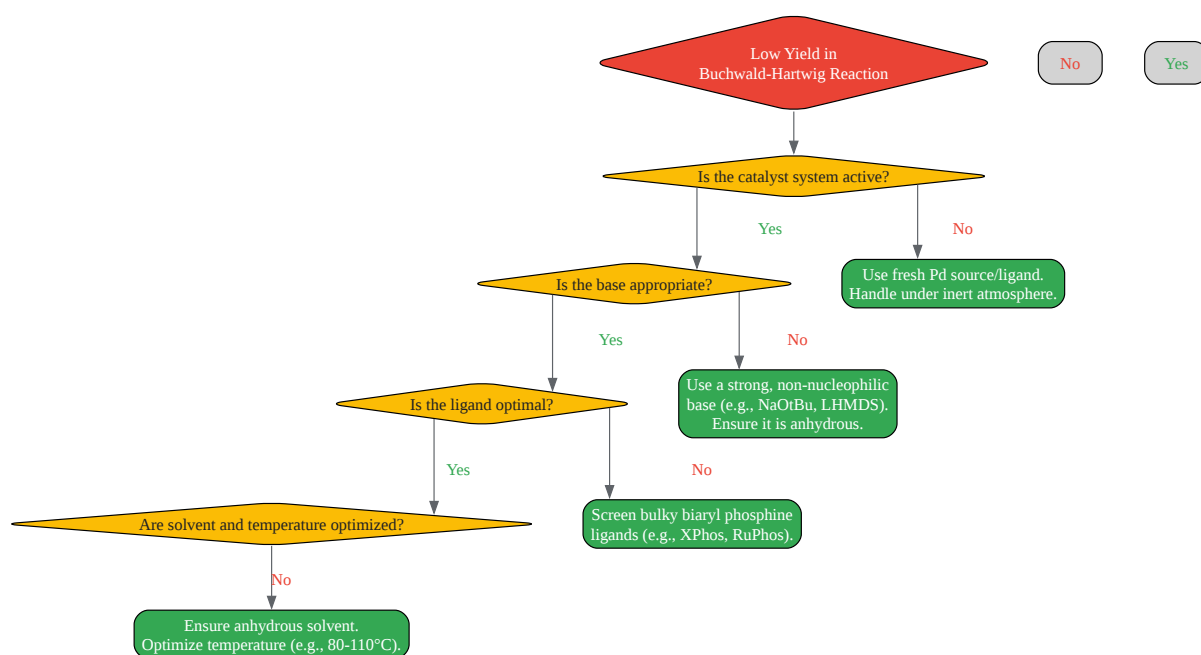 Low Yield in
Buchwald-Hartwig Reaction
No
Yes
Is the catalyst system active?
Yes
No
Use fresh Pd source/ligand.
Handle under inert atmosphere.
Is the base appropriate?
Yes
No
Use a strong, non-nucleophilic
base (e.g., NaOtBu, LHMDS).
Ensure it is anhydrous.
Is the ligand optimal?
Yes
No
Screen bulky biaryl phosphine
ligands (e.g., XPhos, RuPhos).
Are solvent and temperature optimized?
No
Ensure anhydrous solvent.
Optimize temperature (e.g., 80-110°C).